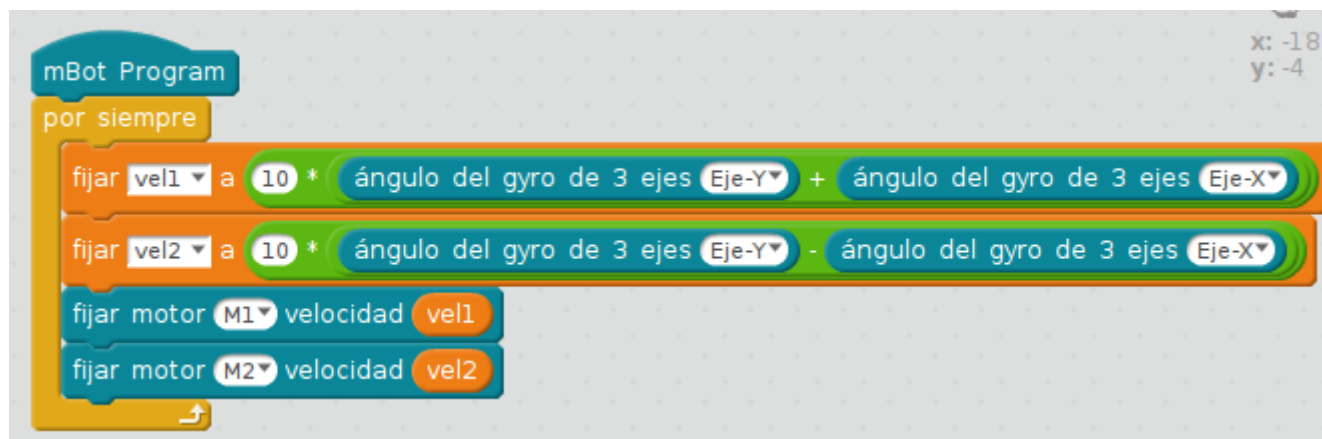 x: -18
y: -4
mBot Program
por siempre
fijar vel1 a 10 * ángulo del gyro de 3 ejes Eje-Y + ángulo del gyro de 3 ejes Eje-X
fijar vel2 a 10 * ángulo del gyro de 3 ejes Eje-Y - ángulo del gyro de 3 ejes Eje-X
fijar motor M1 velocidad vel1
fijar motor M2 velocidad vel2